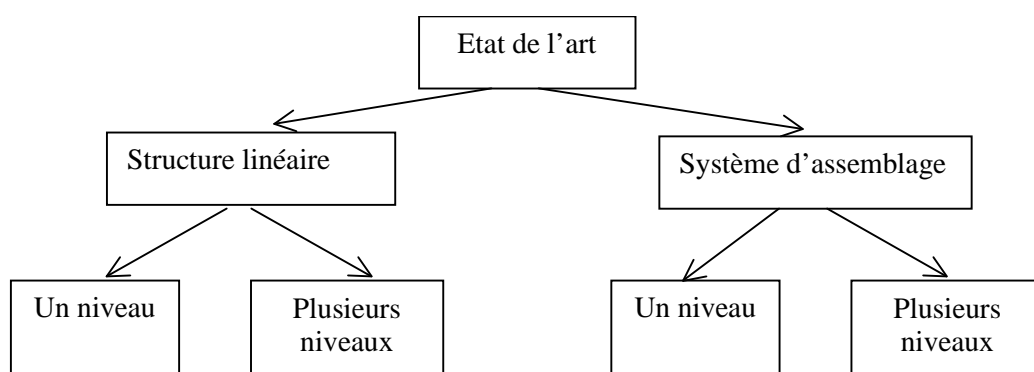 Etat de l’art
Structure linéaire
Système d’assemblage
Un niveau
Plusieurs
niveaux
Un niveau
Plusieurs
niveaux